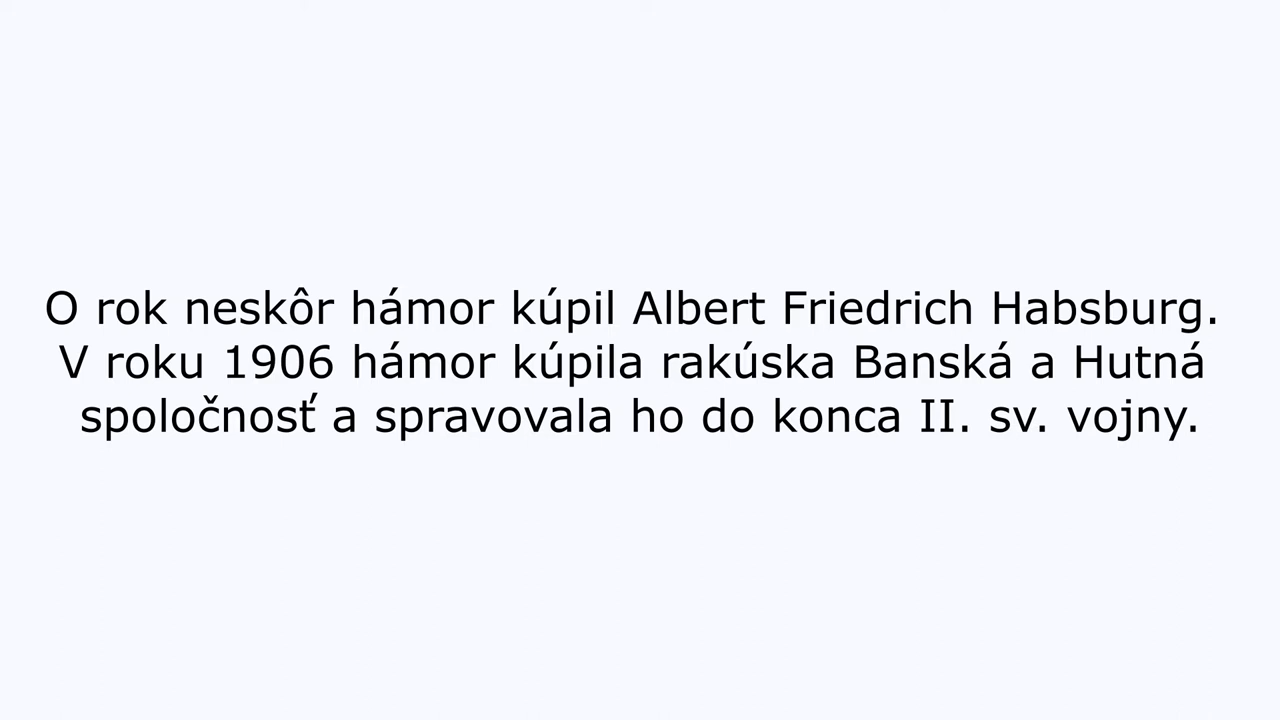 O rok neskôr hámor kúpil Albert Friedrich Habsburg.
V roku 1906 hámor kúpila rakúska Banská a Hutná
spoločnosť a spravovala ho do konca II. sv. vojny.